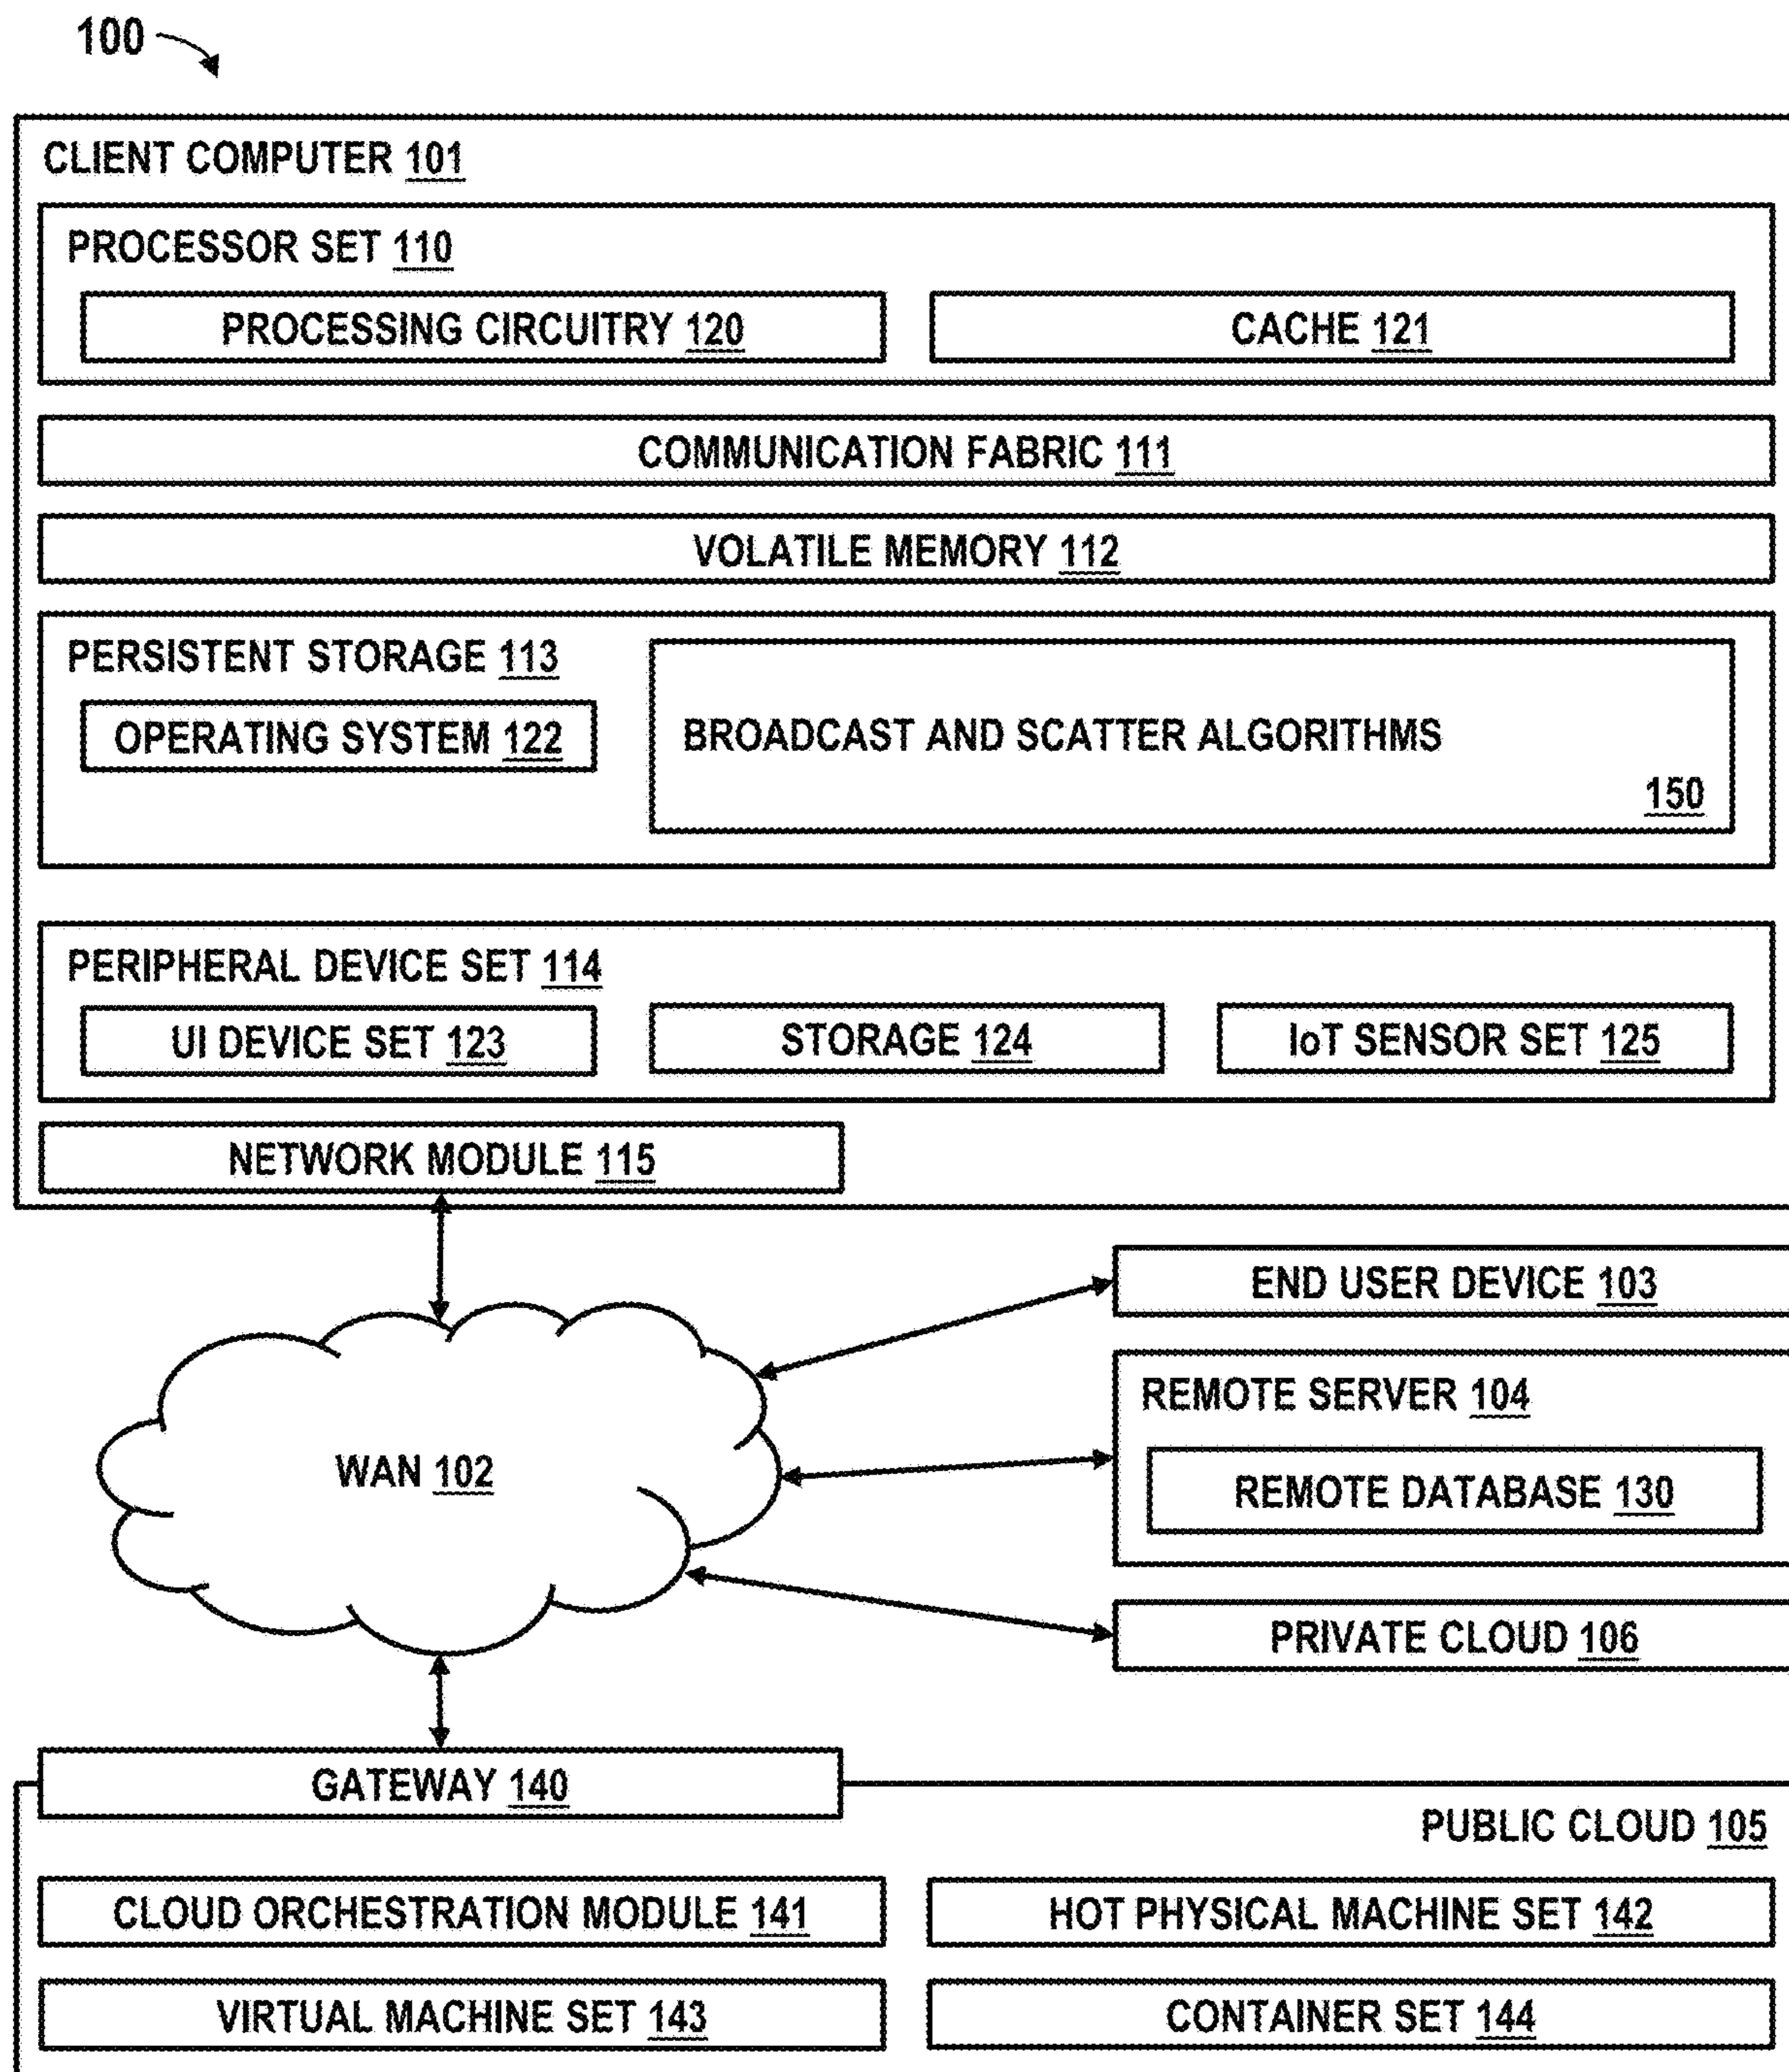 100
CLIENT COMPUTER 101
PROCESSOR SET 110
PROCESSING CIRCUITRY 120
CACHE 121
COMMUNICATION FABRIC 111
VOLATILE MEMORY 112
PERSISTENT STORAGE 113
OPERATING SYSTEM 122
BROADCAST AND SCATTER ALGORITHMS
150
PERIPHERAL DEVICE SET 114
UI DEVICE SET 123
STORAGE 124
IoT SENSOR SET 125
NETWORK MODULE 115
END USER DEVICE 103
REMOTE SERVER 104
WAN 102
REMOTE DATABASE 130
PRIVATE CLOUD 106
GATEWAY 140
PUBLIC CLOUD 105
CLOUD ORCHESTRATION MODULE 141
HOT PHYSICAL MACHINE SET 142
VIRTUAL MACHINE SET 143
CONTAINER SET 144